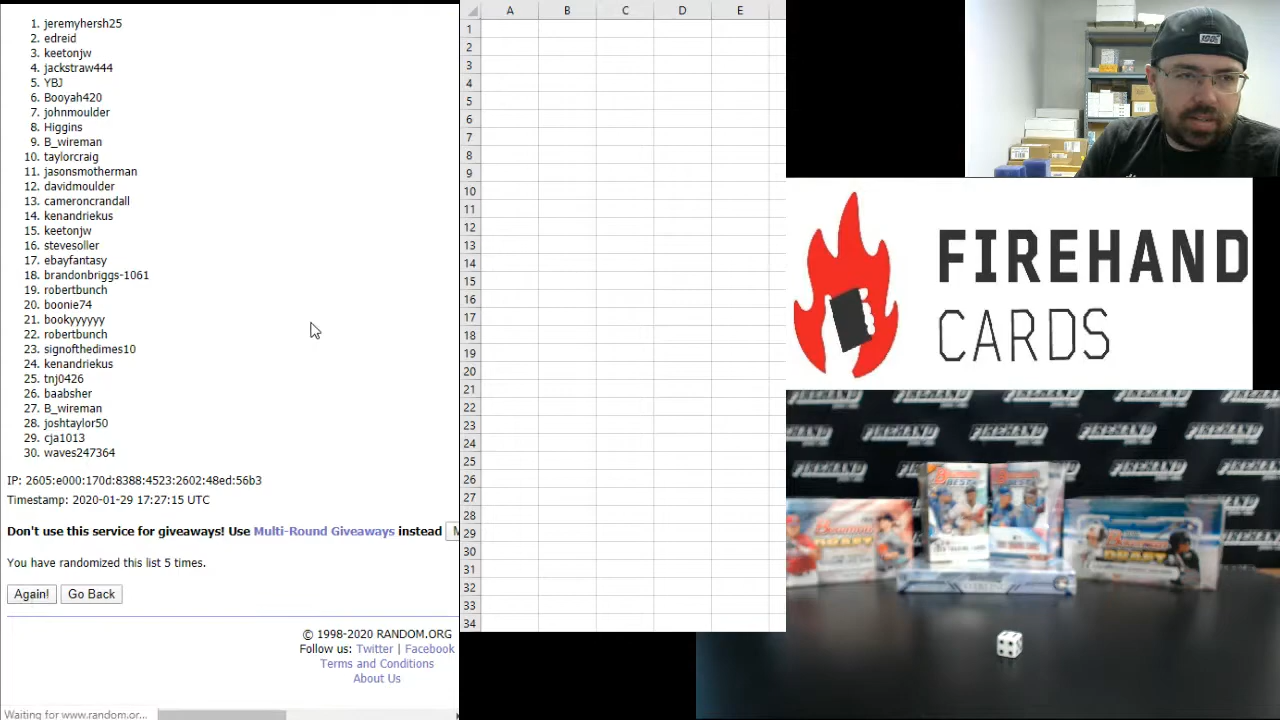 1. jeremyhersh25
2. edreid
3. keetonjw
4. jackstraw444
5. YBJ
6. Booyah420
7. johnmoulder
8. Higgins
9. B_wireman
10. taylorcraig
11. jasonsmotherman
12. davidmoulder
13. cameroncrandall
14. kenandriekus
15. keetonjw
16. stevesoller
17. ebayfantasy
18. brandonbriggs-1061
19. robertbunch
20. boonie74
21. bookyyyyyy
22. robertbunch
23. signofthedimes10
24. kenandriekus
25. tnj0426
26. baabsher
27. B_wireman
28. joshtaylor50
29. cja1013
30. waves247364
IP: 2605:e000:170d:8388:4523:2602:48ed:56b3
Timestamp: 2020-01-29 17:27:15 UTC
Don't use this service for giveaways! Use Multi-Round Giveaways instead
You have randomized this list 5 times.
Again! Go Back
© 1998-2020 RANDOM.ORG
Follow us: Twitter | Facebook
Terms and Conditions
About Us
Waiting for www.random.or...
A B C D E
1
2
3
4
5
6
7
8
9
10
11
12
13
14
15
16
17
18
19
20
21
22
23
24
25
26
27
28
29
30
31
32
33
34
FIREHAND
CARDS
FIREHAND
BEST